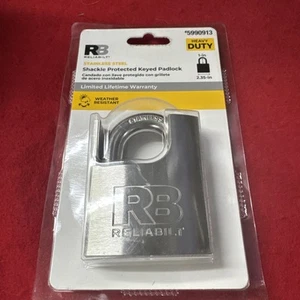 *5990913
RB
RELIABILT
HEAVY
DUTY
STAINLESS STEEL
Shackle Protected Keyed Padlock
Candado con llave protegido con grillete
de acero inoxidable
2.35-in
Limited Lifetime Warranty
WEATHER
RESISTANT
RB
RELIABILT